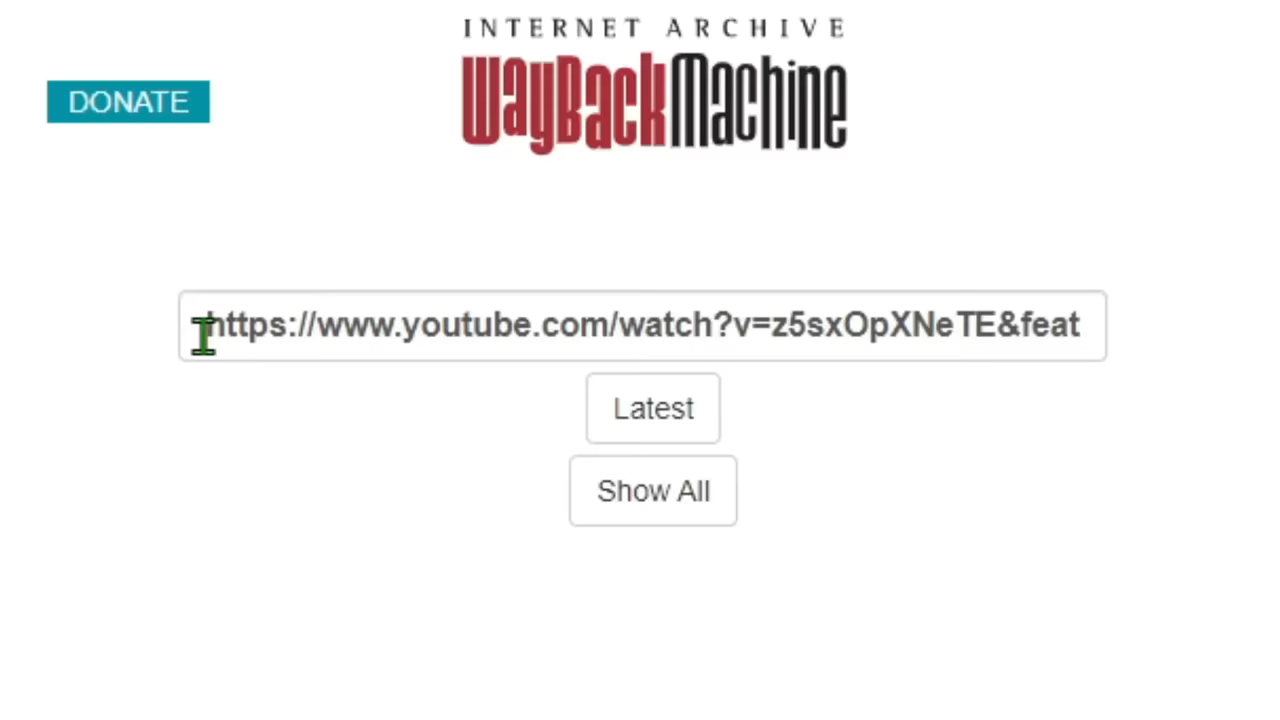 INTERNET ARCHIVE
DONATE
WayBackMachine
https://www.youtube.com/watch?v=z5sxOpXNeTE&feat
Latest
Show All